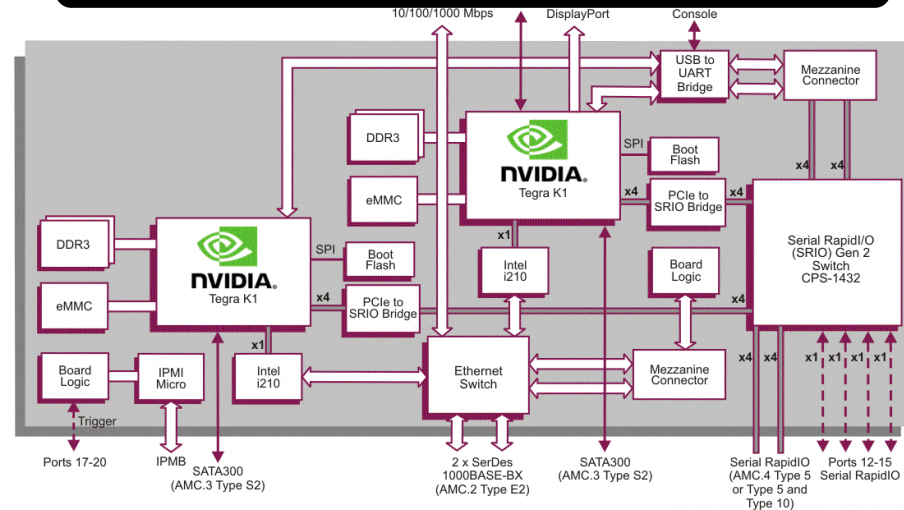 10/100/1000 Mbps
DisplayPort
Console
USB to
UART
Bridge
Mezzanine
Connector
DDR3
NVIDIA.
Tegra K1
SPI
Boot
Flash
x4
x4
eMMC
x4
PCIe to
SRIO Bridge
x4
x1
DDR3
NVIDIA.
Tegra K1
SPI
Boot
Flash
Intel
i210
Board
Logic
Serial RapidI/O
(SRIO) Gen 2
Switch
CPS-1432
eMMC
x4
PCIe to
SRIO Bridge
x4
x1
Board
Logic
IPMI
Micro
Intel
i210
Ethernet
Switch
Mezzanine
Connector
x4
x4
x1
x1
x1
x1
Trigger
Ports 17-20
IPMB
SATA300
(AMC.3 Type S2)
2 x SerDes
1000BASE-BX
(AMC.2 Type E2)
SATA300
(AMC.3 Type S2)
Serial RapidIO
(AMC.4 Type 5
or Type 5 and
Type 10)
Ports 12-15
Serial RapidIO